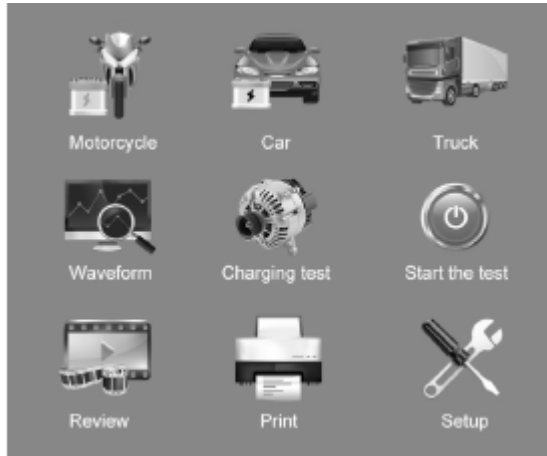 Motorcycle
Car
Truck
Waveform
Charging test
Start the test
Review
Print
Setup